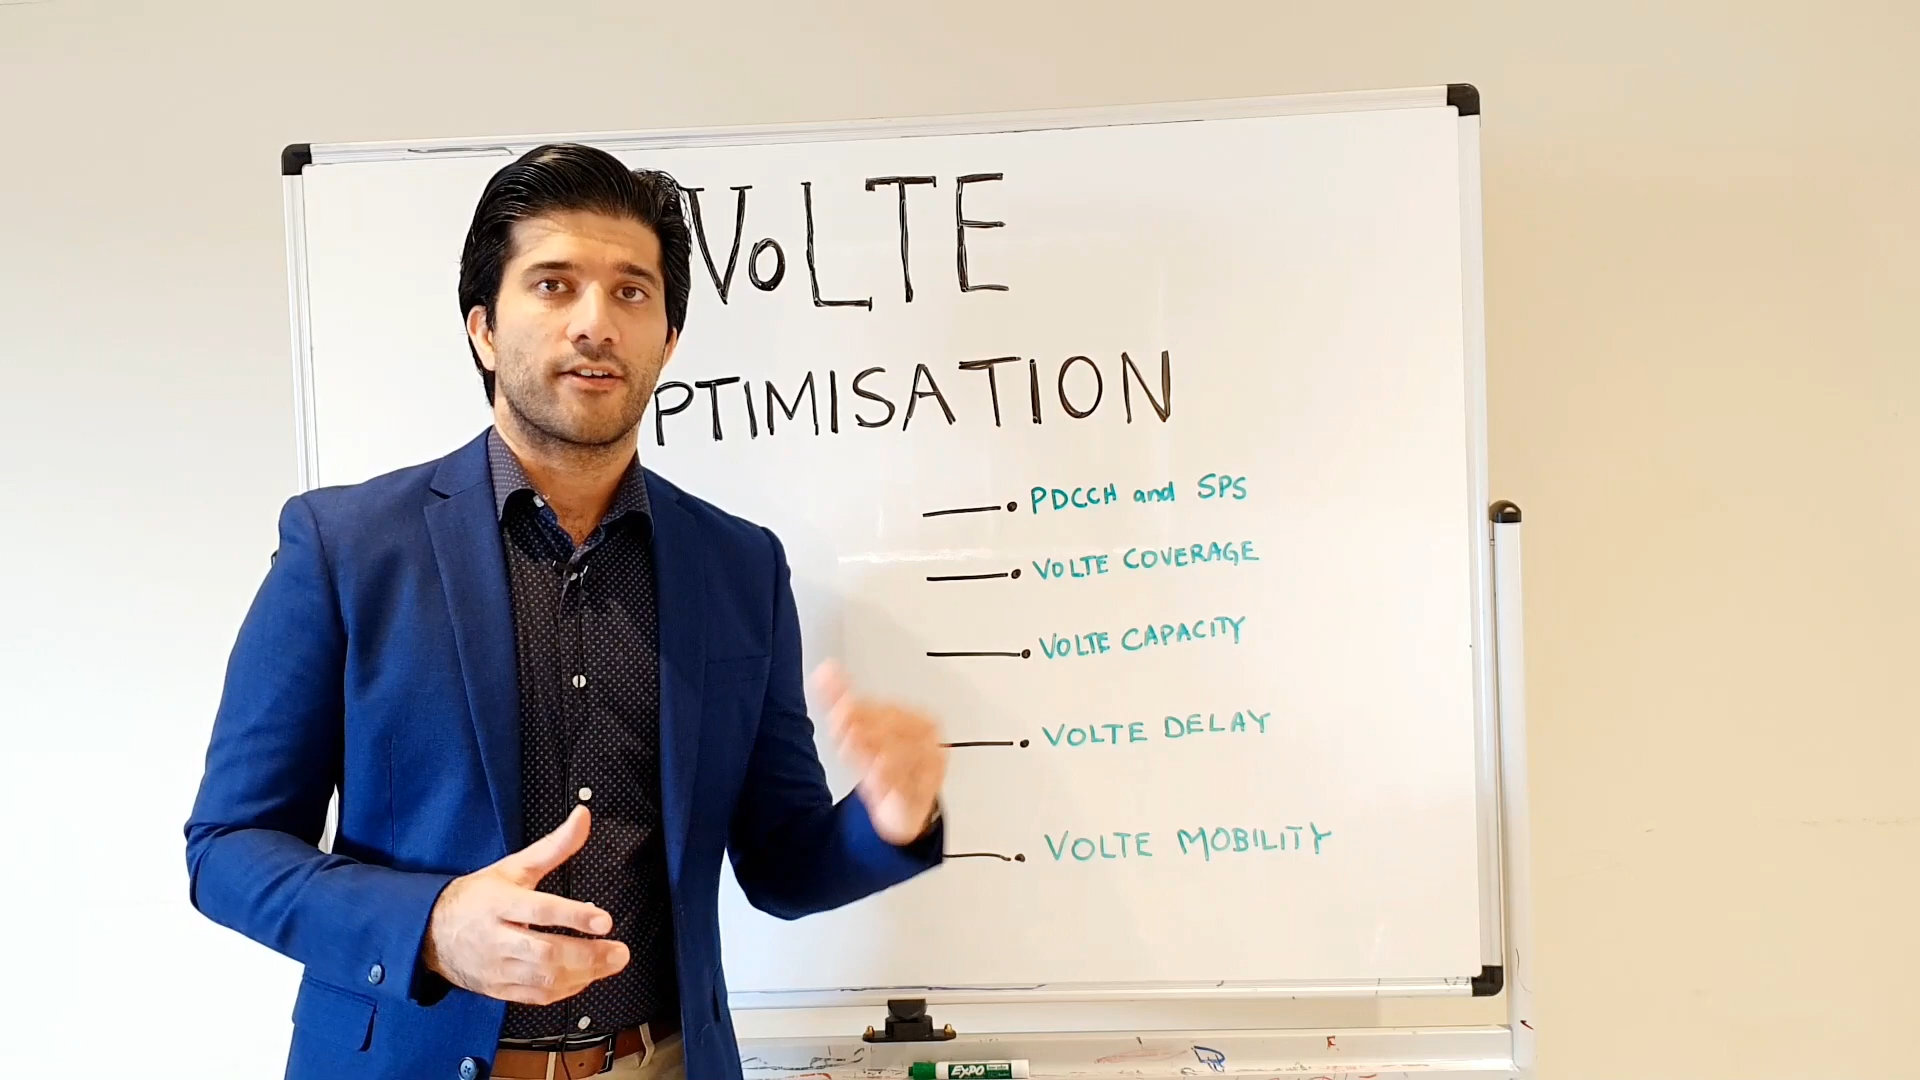 VoLTE
PTIMISATION
PDCCH and SPS
VOLTE COVERAGE
VOLTE CAPACITY
VOLTE DELAY
VOLTE MOBILITY
EXPO